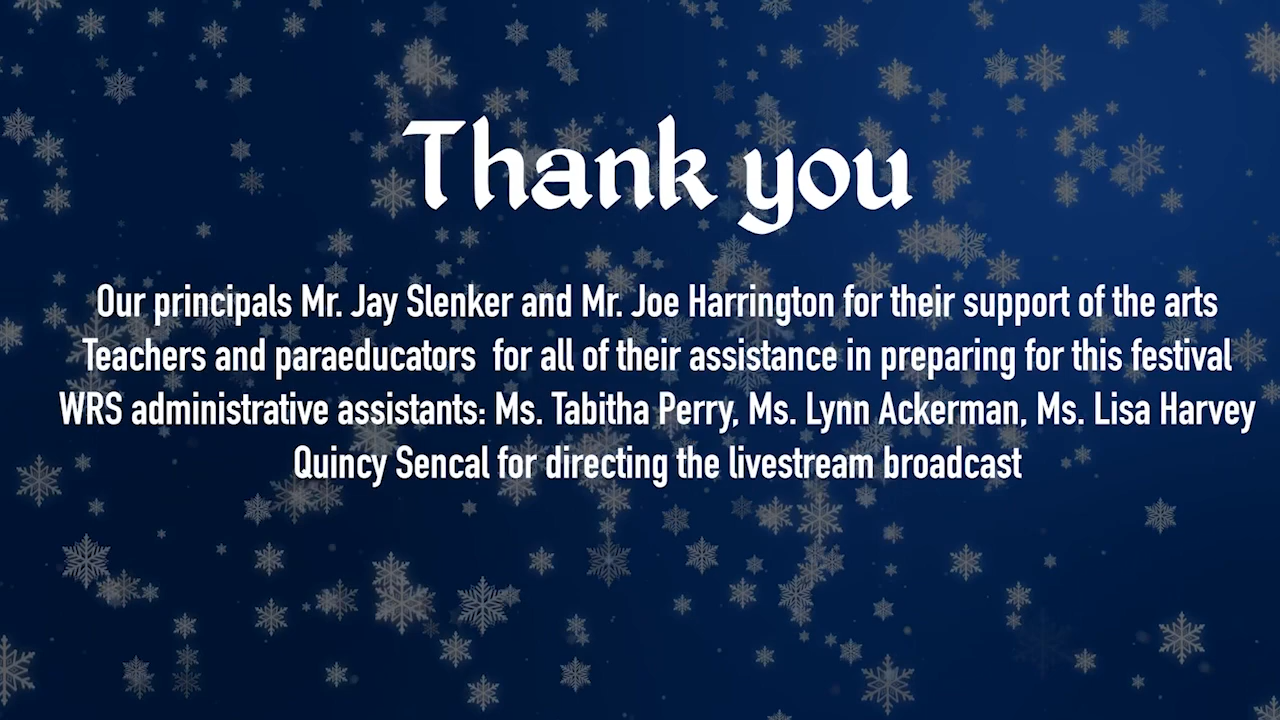 Thank you
Our principals Mr. Jay Slenker and Mr. Joe Harrington for their support of the arts
Teachers and paraeducators  for all of their assistance in preparing for this festival
WRS administrative assistants: Ms. Tabitha Perry, Ms. Lynn Ackerman, Ms. Lisa Harvey
Quincy Sencal for directing the livestream broadcast